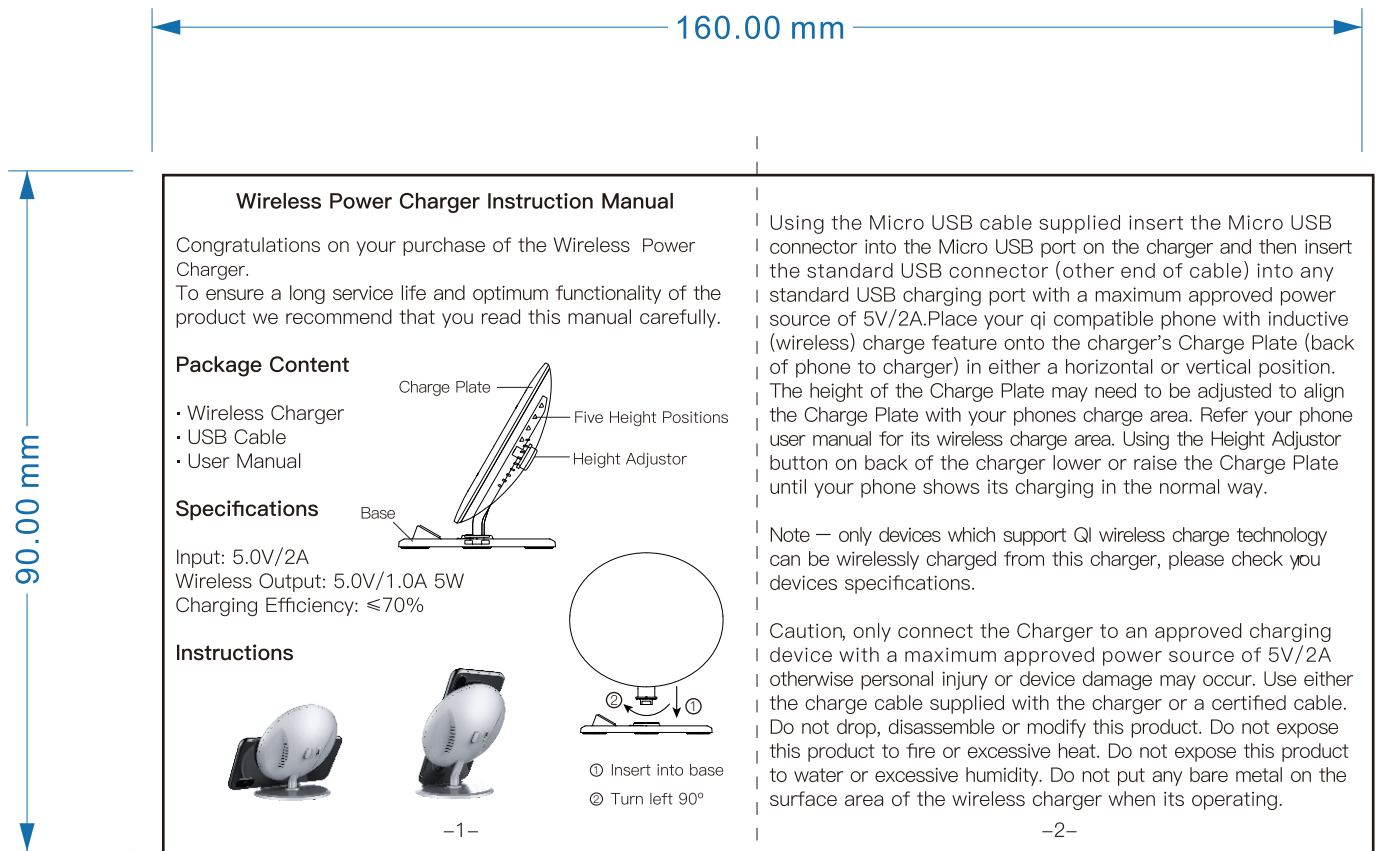 160.00 mm
90.00 mm
Wireless Power Charger Instruction Manual
Congratulations on your purchase of the Wireless Power
Charger.
To ensure a long service life and optimum functionality of the
product we recommend that you read this manual carefully.
Package Content
· Wireless Charger
· USB Cable
· User Manual
Charge Plate
Five Height Positions
Height Adjustor
Base
Specifications
Input: 5.0V/2A
Wireless Output: 5.0V/1.0A 5W
Charging Efficiency: ≤70%
Instructions
② ①
① Insert into base
② Turn left 90°
-1-
Using the Micro USB cable supplied insert the Micro USB
connector into the Micro USB port on the charger and then insert
the standard USB connector (other end of cable) into any
standard USB charging port with a maximum approved power
source of 5V/2A.Place your qi compatible phone with inductive
(wireless) charge feature onto the charger's Charge Plate (back
of phone to charger) in either a horizontal or vertical position.
The height of the Charge Plate may need to be adjusted to align
the Charge Plate with your phones charge area. Refer your phone
user manual for its wireless charge area. Using the Height Adjustor
button on back of the charger lower or raise the Charge Plate
until your phone shows its charging in the normal way.
Note — only devices which support QI wireless charge technology
can be wirelessly charged from this charger, please check you
devices specifications.
Caution, only connect the Charger to an approved charging
device with a maximum approved power source of 5V/2A
otherwise personal injury or device damage may occur. Use either
the charge cable supplied with the charger or a certified cable.
Do not drop, disassemble or modify this product. Do not expose
this product to fire or excessive heat. Do not expose this product
to water or excessive humidity. Do not put any bare metal on the
surface area of the wireless charger when its operating.
-2-